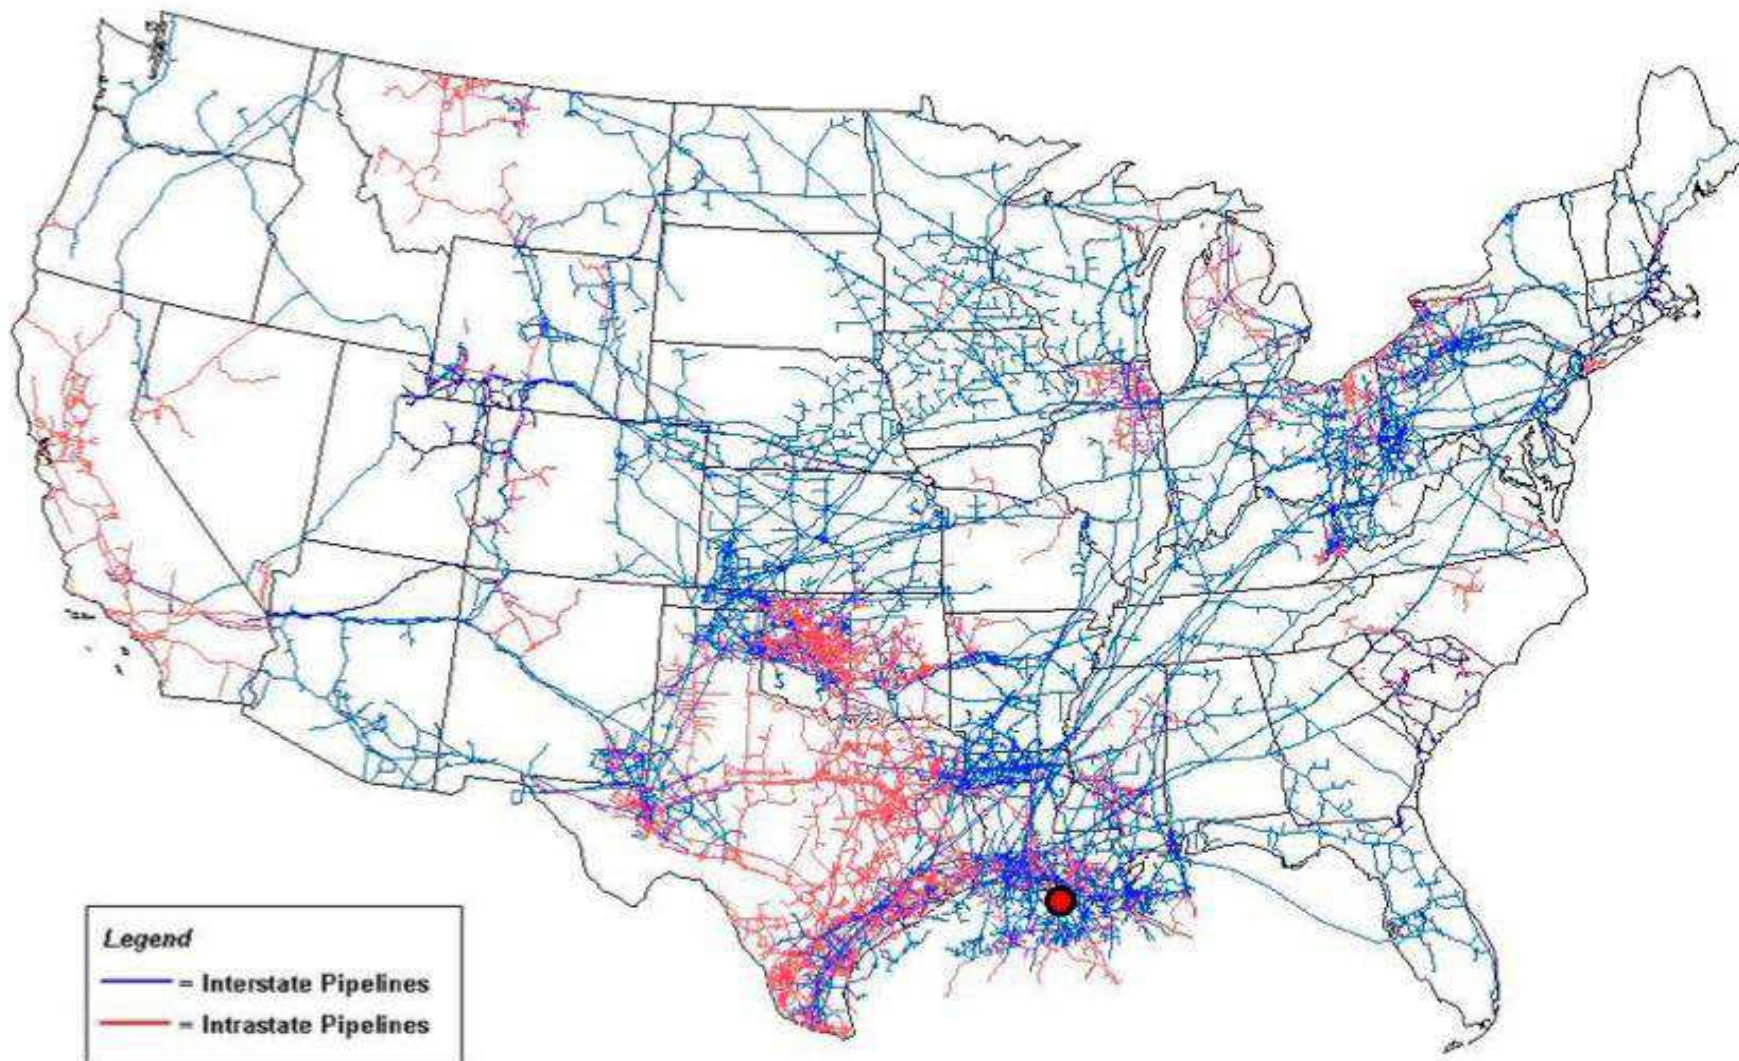 Legend
= Interstate Pipelines
= Intrastate Pipelines